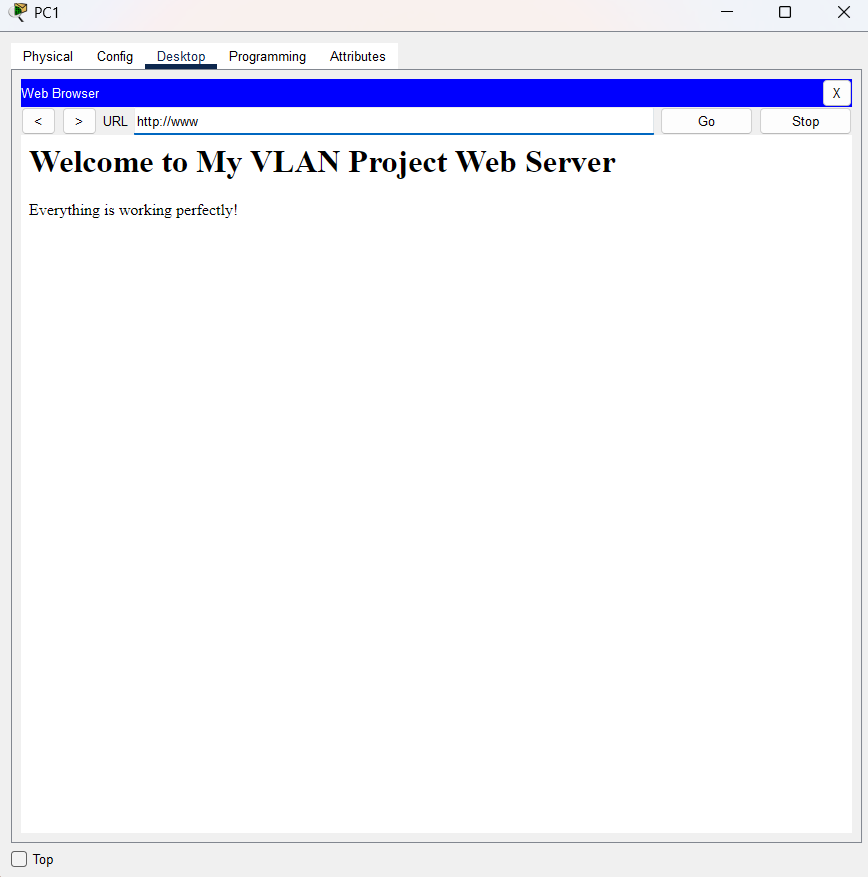 PC1
Physical Config Desktop Programming Attributes
Web Browser X
< > URL http://www Go Stop
Welcome to My VLAN Project Web Server
Everything is working perfectly!
Top